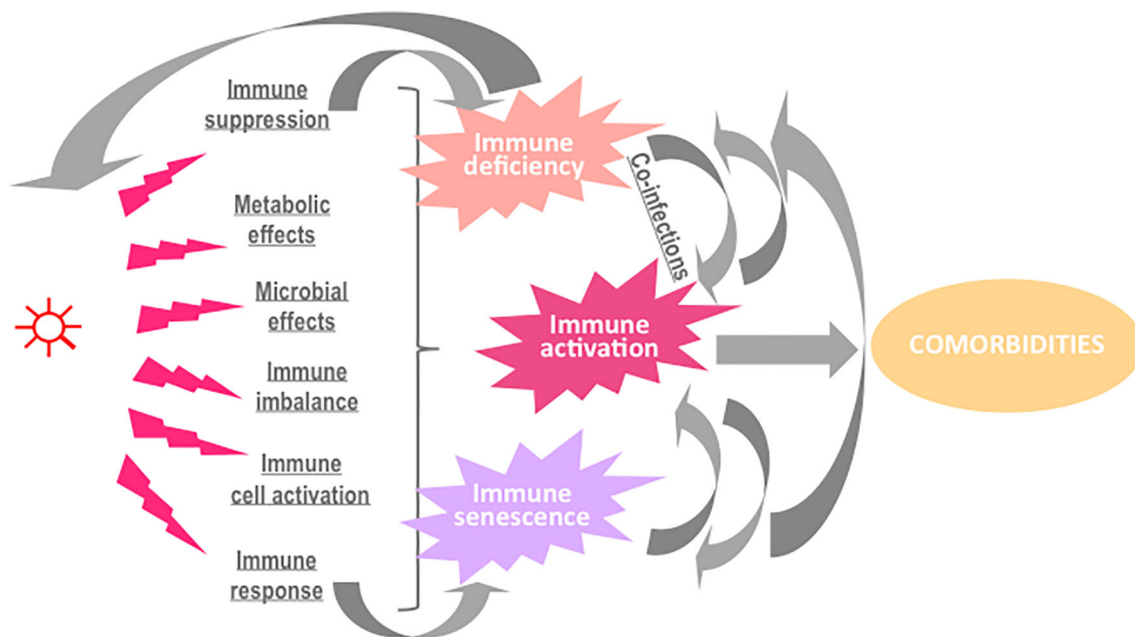 Immune
suppression
Metabolic
effects
Microbial
effects
Immune
imbalance
Immune
cell activation
Immune
response
Immune
deficiency
Co-infections
Immune
activation
Immune
senescence
COMORBIDITIES